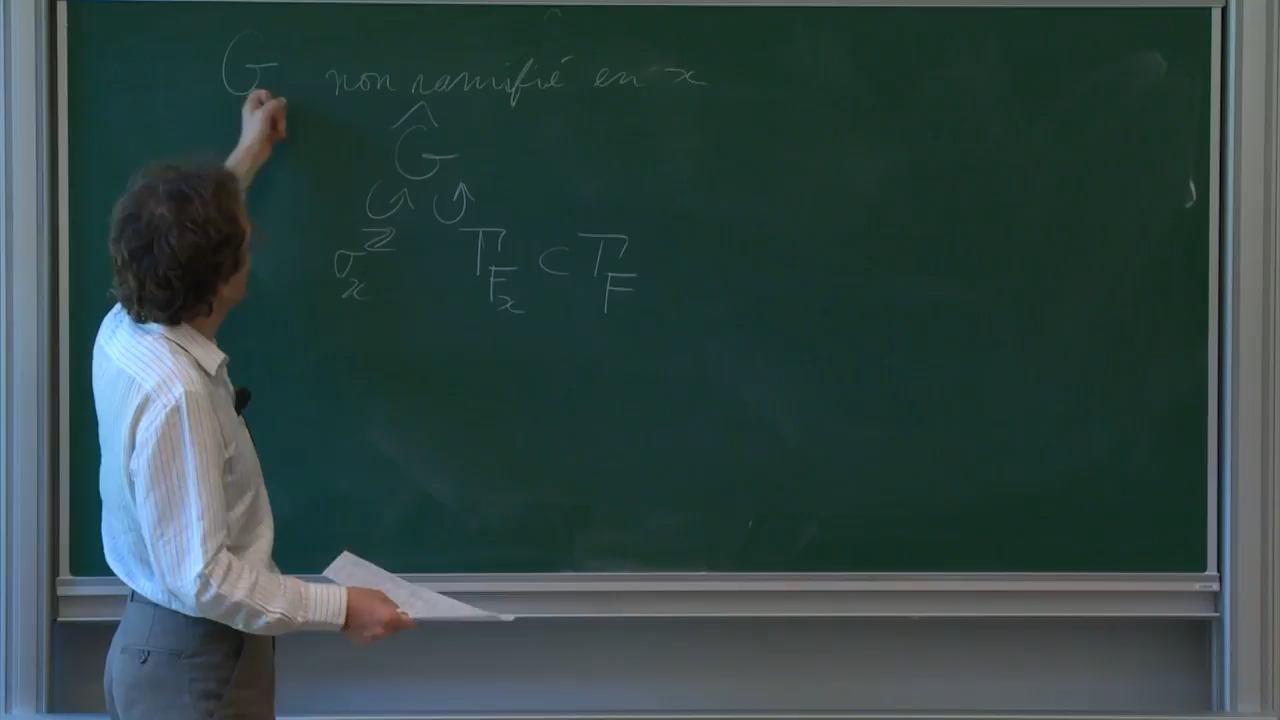 G non ramifié en x
Ĝ
↺ ↺
σ_x^ℤ Γ_{F_x} ⊂ Γ_F